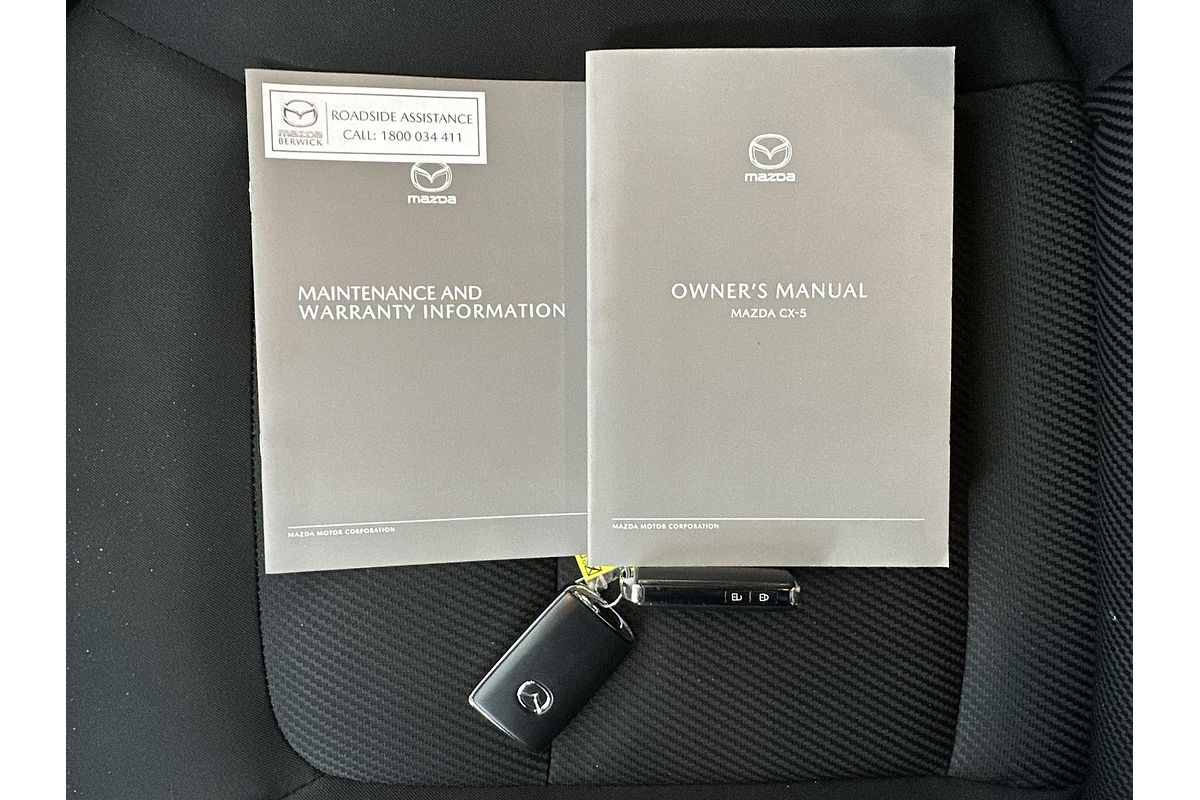 mazda
BERWICK
ROADSIDE ASSISTANCE
CALL: 1800 034 411
mazda
MAINTENANCE AND
WARRANTY INFORMATION
MAZDA MOTOR CORPORATION
mazda
OWNER'S MANUAL
MAZDA CX-5
MAZDA MOTOR CORPORATION